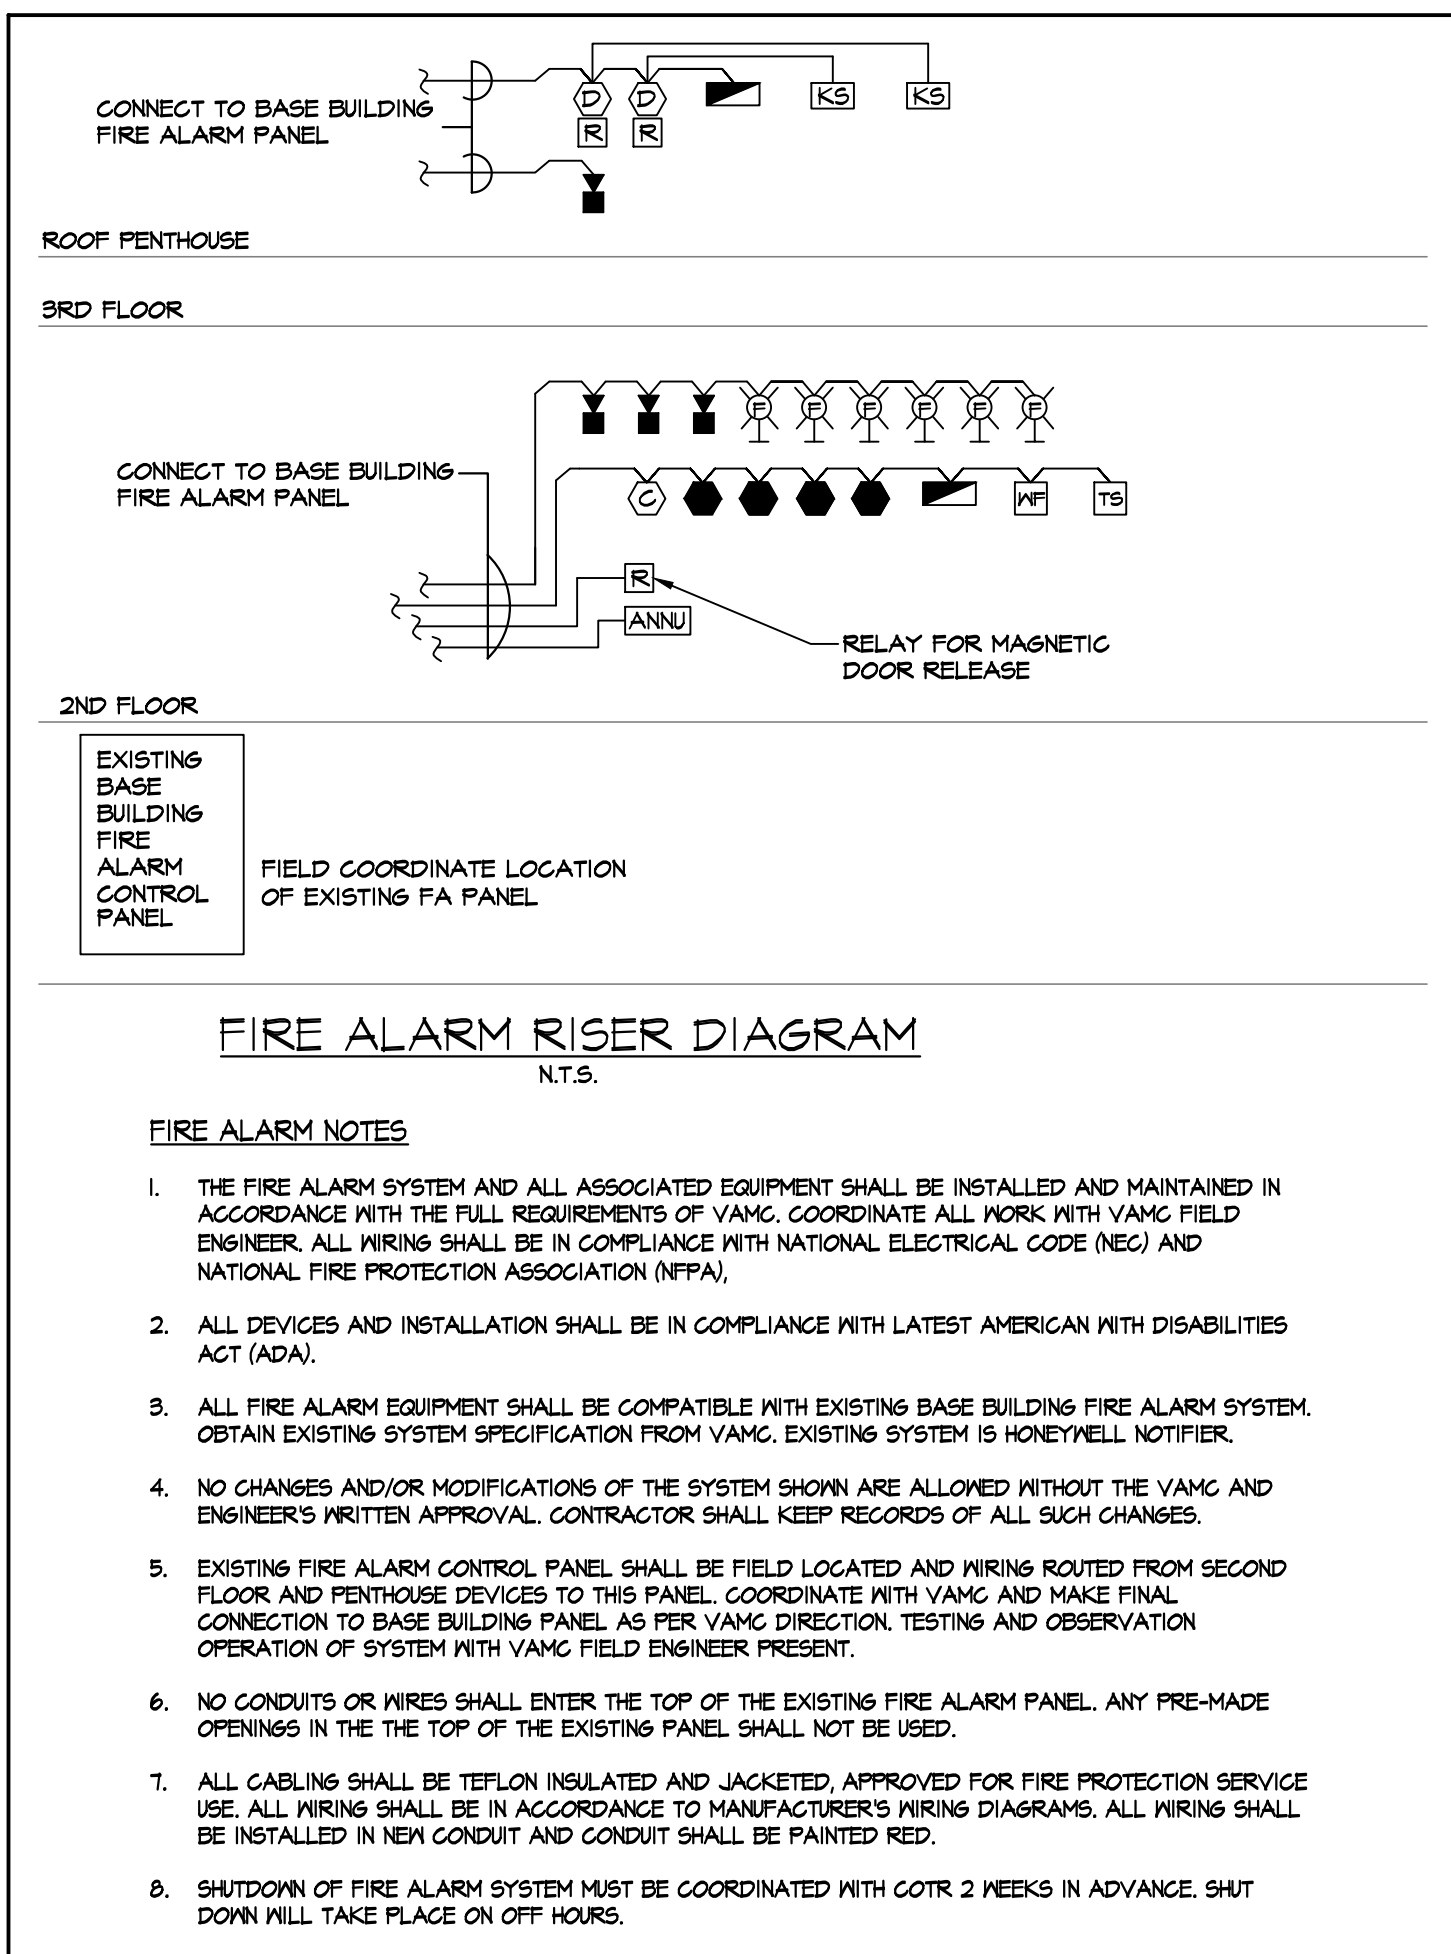 CONNECT TO BASE BUILDING
FIRE ALARM PANEL
D D KS KS
R R
ROOF PENTHOUSE
3RD FLOOR
F F F F F F
CONNECT TO BASE BUILDING
FIRE ALARM PANEL
C WF TS
R
ANNU
RELAY FOR MAGNETIC
DOOR RELEASE
2ND FLOOR
EXISTING
BASE
BUILDING
FIRE
ALARM
CONTROL
PANEL
FIELD COORDINATE LOCATION
OF EXISTING FA PANEL
FIRE ALARM RISER DIAGRAM
N.T.S.
FIRE ALARM NOTES
1. THE FIRE ALARM SYSTEM AND ALL ASSOCIATED EQUIPMENT SHALL BE INSTALLED AND MAINTAINED IN
ACCORDANCE WITH THE FULL REQUIREMENTS OF VAMC. COORDINATE ALL WORK WITH VAMC FIELD
ENGINEER. ALL WIRING SHALL BE IN COMPLIANCE WITH NATIONAL ELECTRICAL CODE (NEC) AND
NATIONAL FIRE PROTECTION ASSOCIATION (NFPA),
2. ALL DEVICES AND INSTALLATION SHALL BE IN COMPLIANCE WITH LATEST AMERICAN WITH DISABILITIES
ACT (ADA).
3. ALL FIRE ALARM EQUIPMENT SHALL BE COMPATIBLE WITH EXISTING BASE BUILDING FIRE ALARM SYSTEM.
OBTAIN EXISTING SYSTEM SPECIFICATION FROM VAMC. EXISTING SYSTEM IS HONEYWELL NOTIFIER.
4. NO CHANGES AND/OR MODIFICATIONS OF THE SYSTEM SHOWN ARE ALLOWED WITHOUT THE VAMC AND
ENGINEER'S WRITTEN APPROVAL. CONTRACTOR SHALL KEEP RECORDS OF ALL SUCH CHANGES.
5. EXISTING FIRE ALARM CONTROL PANEL SHALL BE FIELD LOCATED AND WIRING ROUTED FROM SECOND
FLOOR AND PENTHOUSE DEVICES TO THIS PANEL. COORDINATE WITH VAMC AND MAKE FINAL
CONNECTION TO BASE BUILDING PANEL AS PER VAMC DIRECTION. TESTING AND OBSERVATION
OPERATION OF SYSTEM WITH VAMC FIELD ENGINEER PRESENT.
6. NO CONDUITS OR WIRES SHALL ENTER THE TOP OF THE EXISTING FIRE ALARM PANEL. ANY PRE-MADE
OPENINGS IN THE THE TOP OF THE EXISTING PANEL SHALL NOT BE USED.
7. ALL CABLING SHALL BE TEFLON INSULATED AND JACKETED, APPROVED FOR FIRE PROTECTION SERVICE
USE. ALL WIRING SHALL BE IN ACCORDANCE TO MANUFACTURER'S WIRING DIAGRAMS. ALL WIRING SHALL
BE INSTALLED IN NEW CONDUIT AND CONDUIT SHALL BE PAINTED RED.
8. SHUTDOWN OF FIRE ALARM SYSTEM MUST BE COORDINATED WITH COTR 2 WEEKS IN ADVANCE. SHUT
DOWN WILL TAKE PLACE ON OFF HOURS.